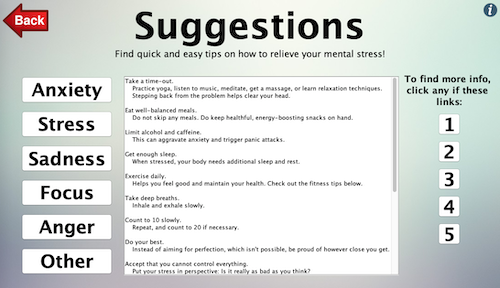 Back
Suggestions
Find quick and easy tips on how to relieve your mental stress!
Anxiety
Stress
Sadness
Focus
Anger
Other
Take a time-out.
Practice yoga, listen to music, meditate, get a massage, or learn relaxation techniques.
Stepping back from the problem helps clear your head.
Eat well-balanced meals.
Do not skip any meals. Do keep healthful, energy-boosting snacks on hand.
Limit alcohol and caffeine.
This can aggravate anxiety and trigger panic attacks.
Get enough sleep.
When stressed, your body needs additional sleep and rest.
Exercise daily.
Helps you feel good and maintain your health. Check out the fitness tips below.
Take deep breaths.
Inhale and exhale slowly.
Count to 10 slowly.
Repeat, and count to 20 if necessary.
Do your best.
Instead of aiming for perfection, which isn't possible, be proud of however close you get.
Accept that you cannot control everything.
Put your stress in perspective: Is it really as bad as you think?
To find more info,
click any if these
links:
1
2
3
4
5
i